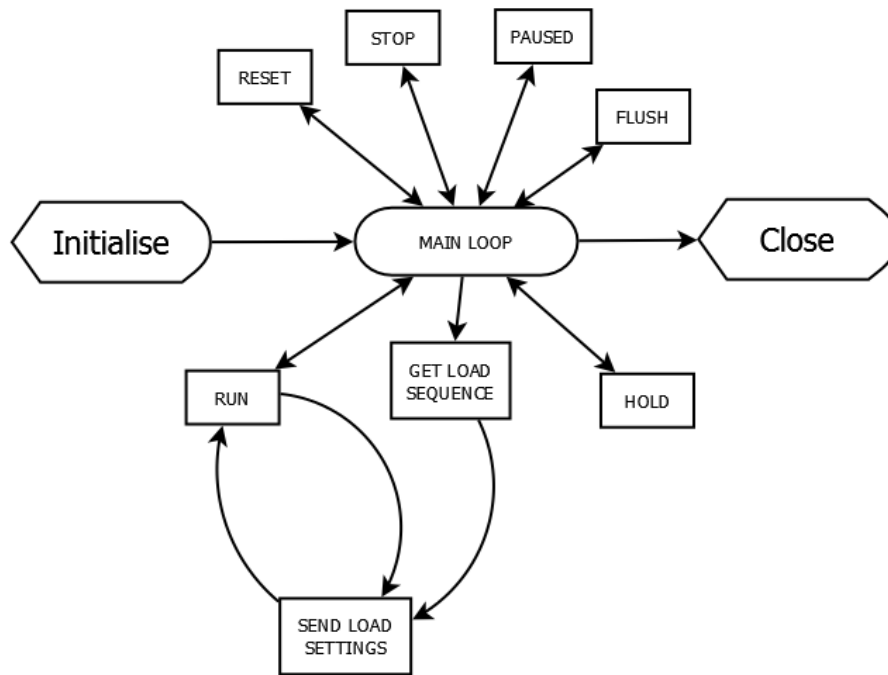 STOP
PAUSED
RESET
FLUSH
Initialise
MAIN LOOP
Close
GET LOAD
SEQUENCE
RUN
HOLD
SEND LOAD
SETTINGS